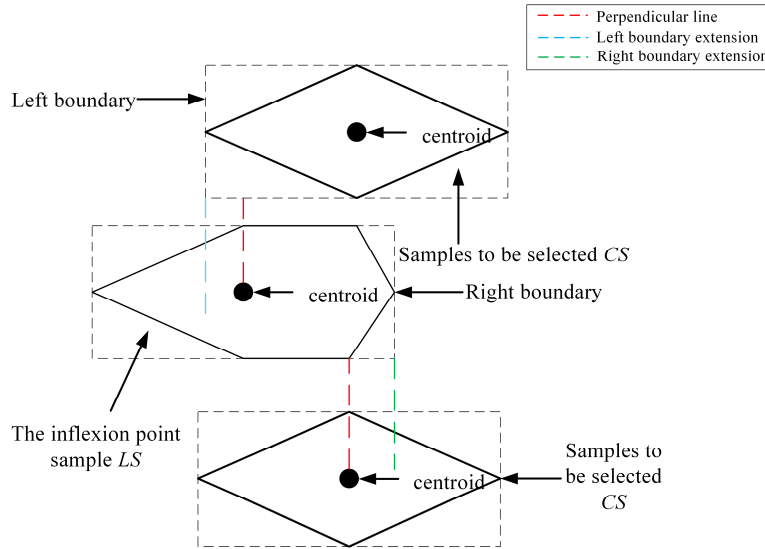 Perpendicular line
Left boundary extension
Right boundary extension
Left boundary
centroid
Samples to be selected CS
centroid
Right boundary
The inflexion point
sample LS
centroid
Samples to
be selected
CS